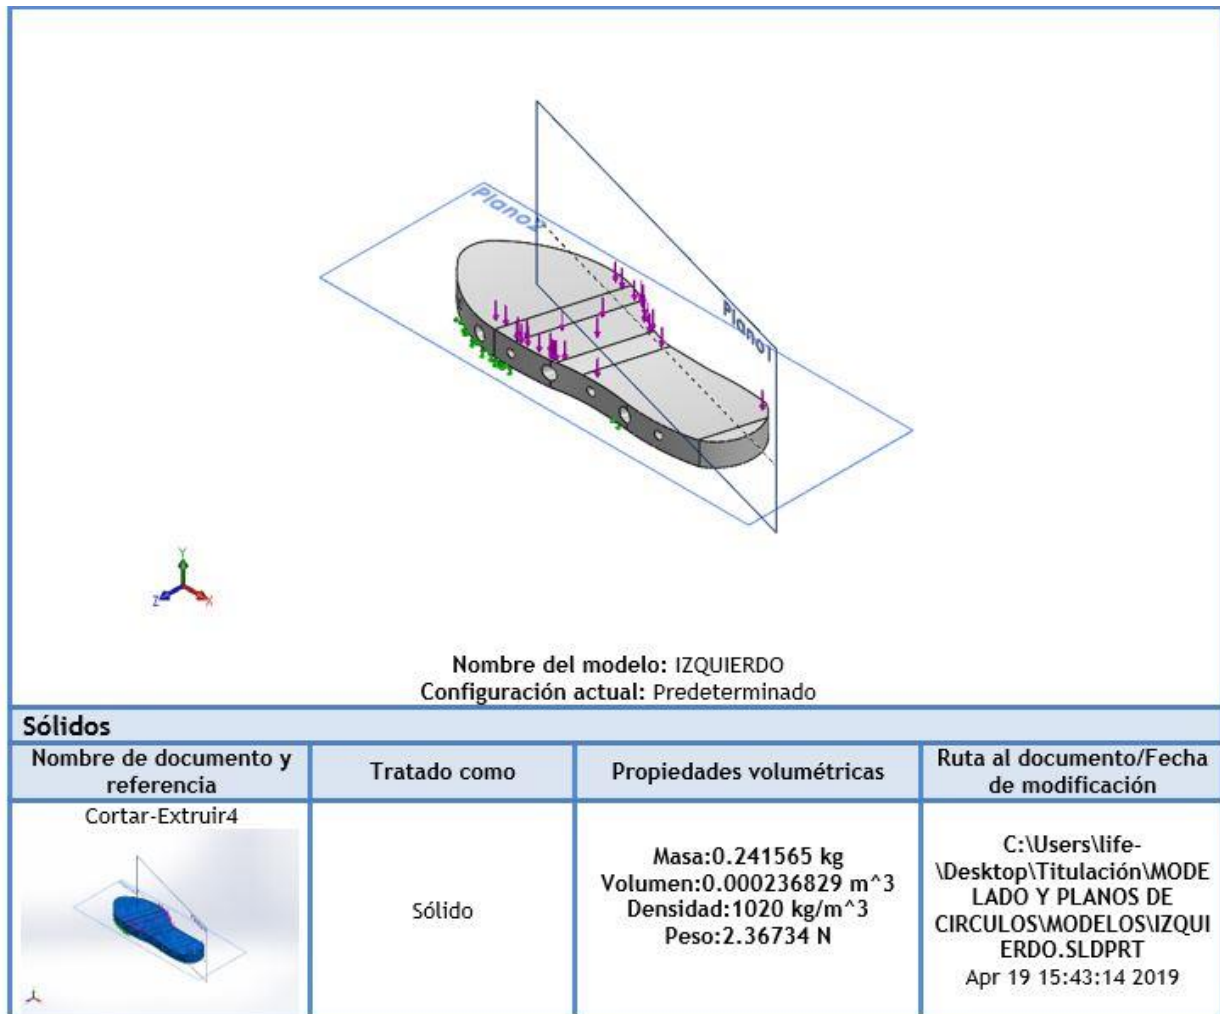 Plano2
Plano1
Y
Z
X
Nombre del modelo: IZQUIERDO
Configuración actual: Predeterminado
Sólidos
Nombre de documento y
referencia
Tratado como
Propiedades volumétricas
Ruta al documento/Fecha
de modificación
Cortar-Extruir4
Sólido
Masa:0.241565 kg
Volumen:0.000236829 m^3
Densidad:1020 kg/m^3
Peso:2.36734 N
C:\Users\life-
\Desktop\Titulación\MODE
LADO Y PLANOS DE
CIRCULOS\MODELOS\IZQUI
ERDO.SLDPRT
Apr 19 15:43:14 2019